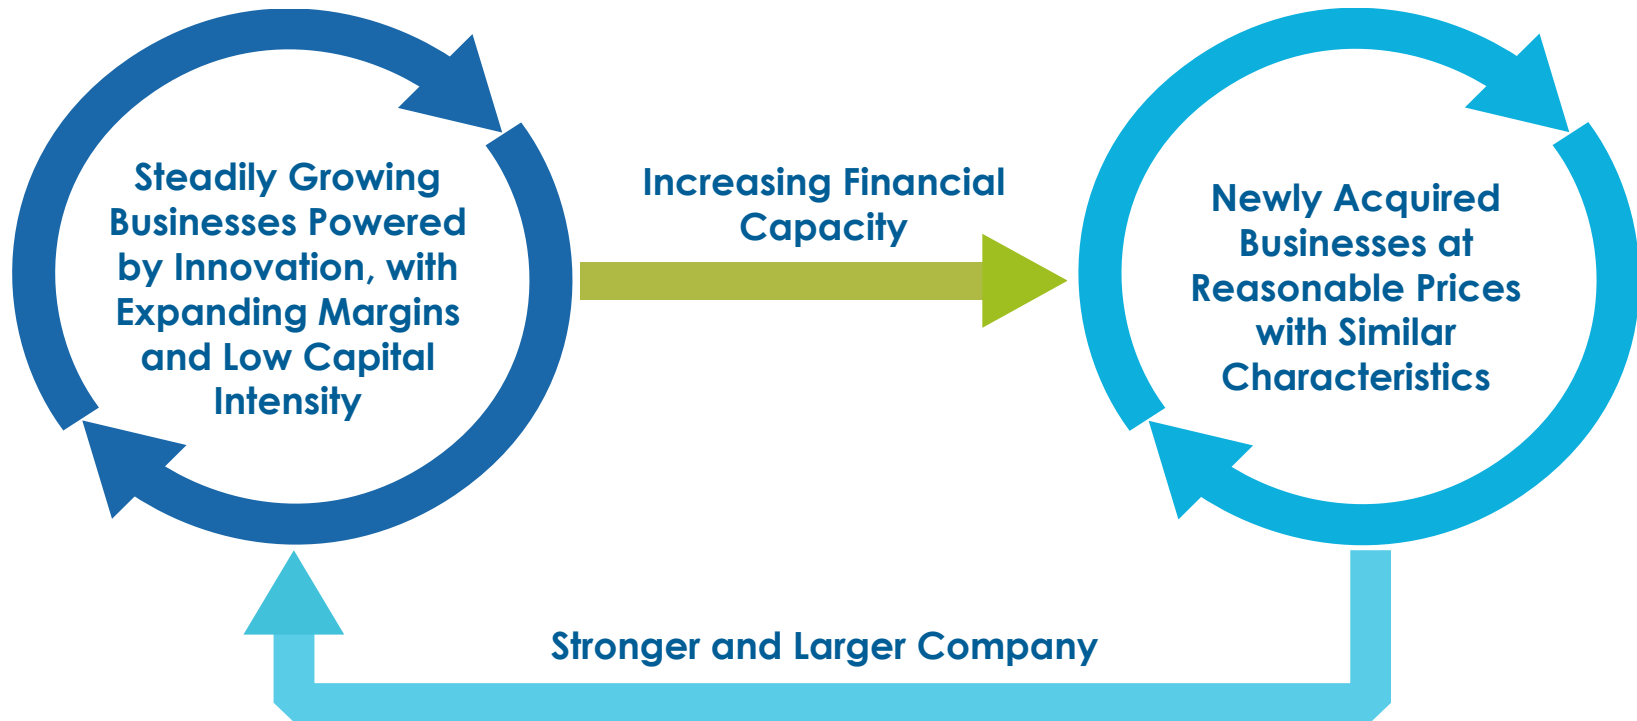 Steadily Growing
Businesses Powered
by Innovation, with
Expanding Margins
and Low Capital
Intensity
Increasing Financial
Capacity
Newly Acquired
Businesses at
Reasonable Prices
with Similar
Characteristics
Stronger and Larger Company